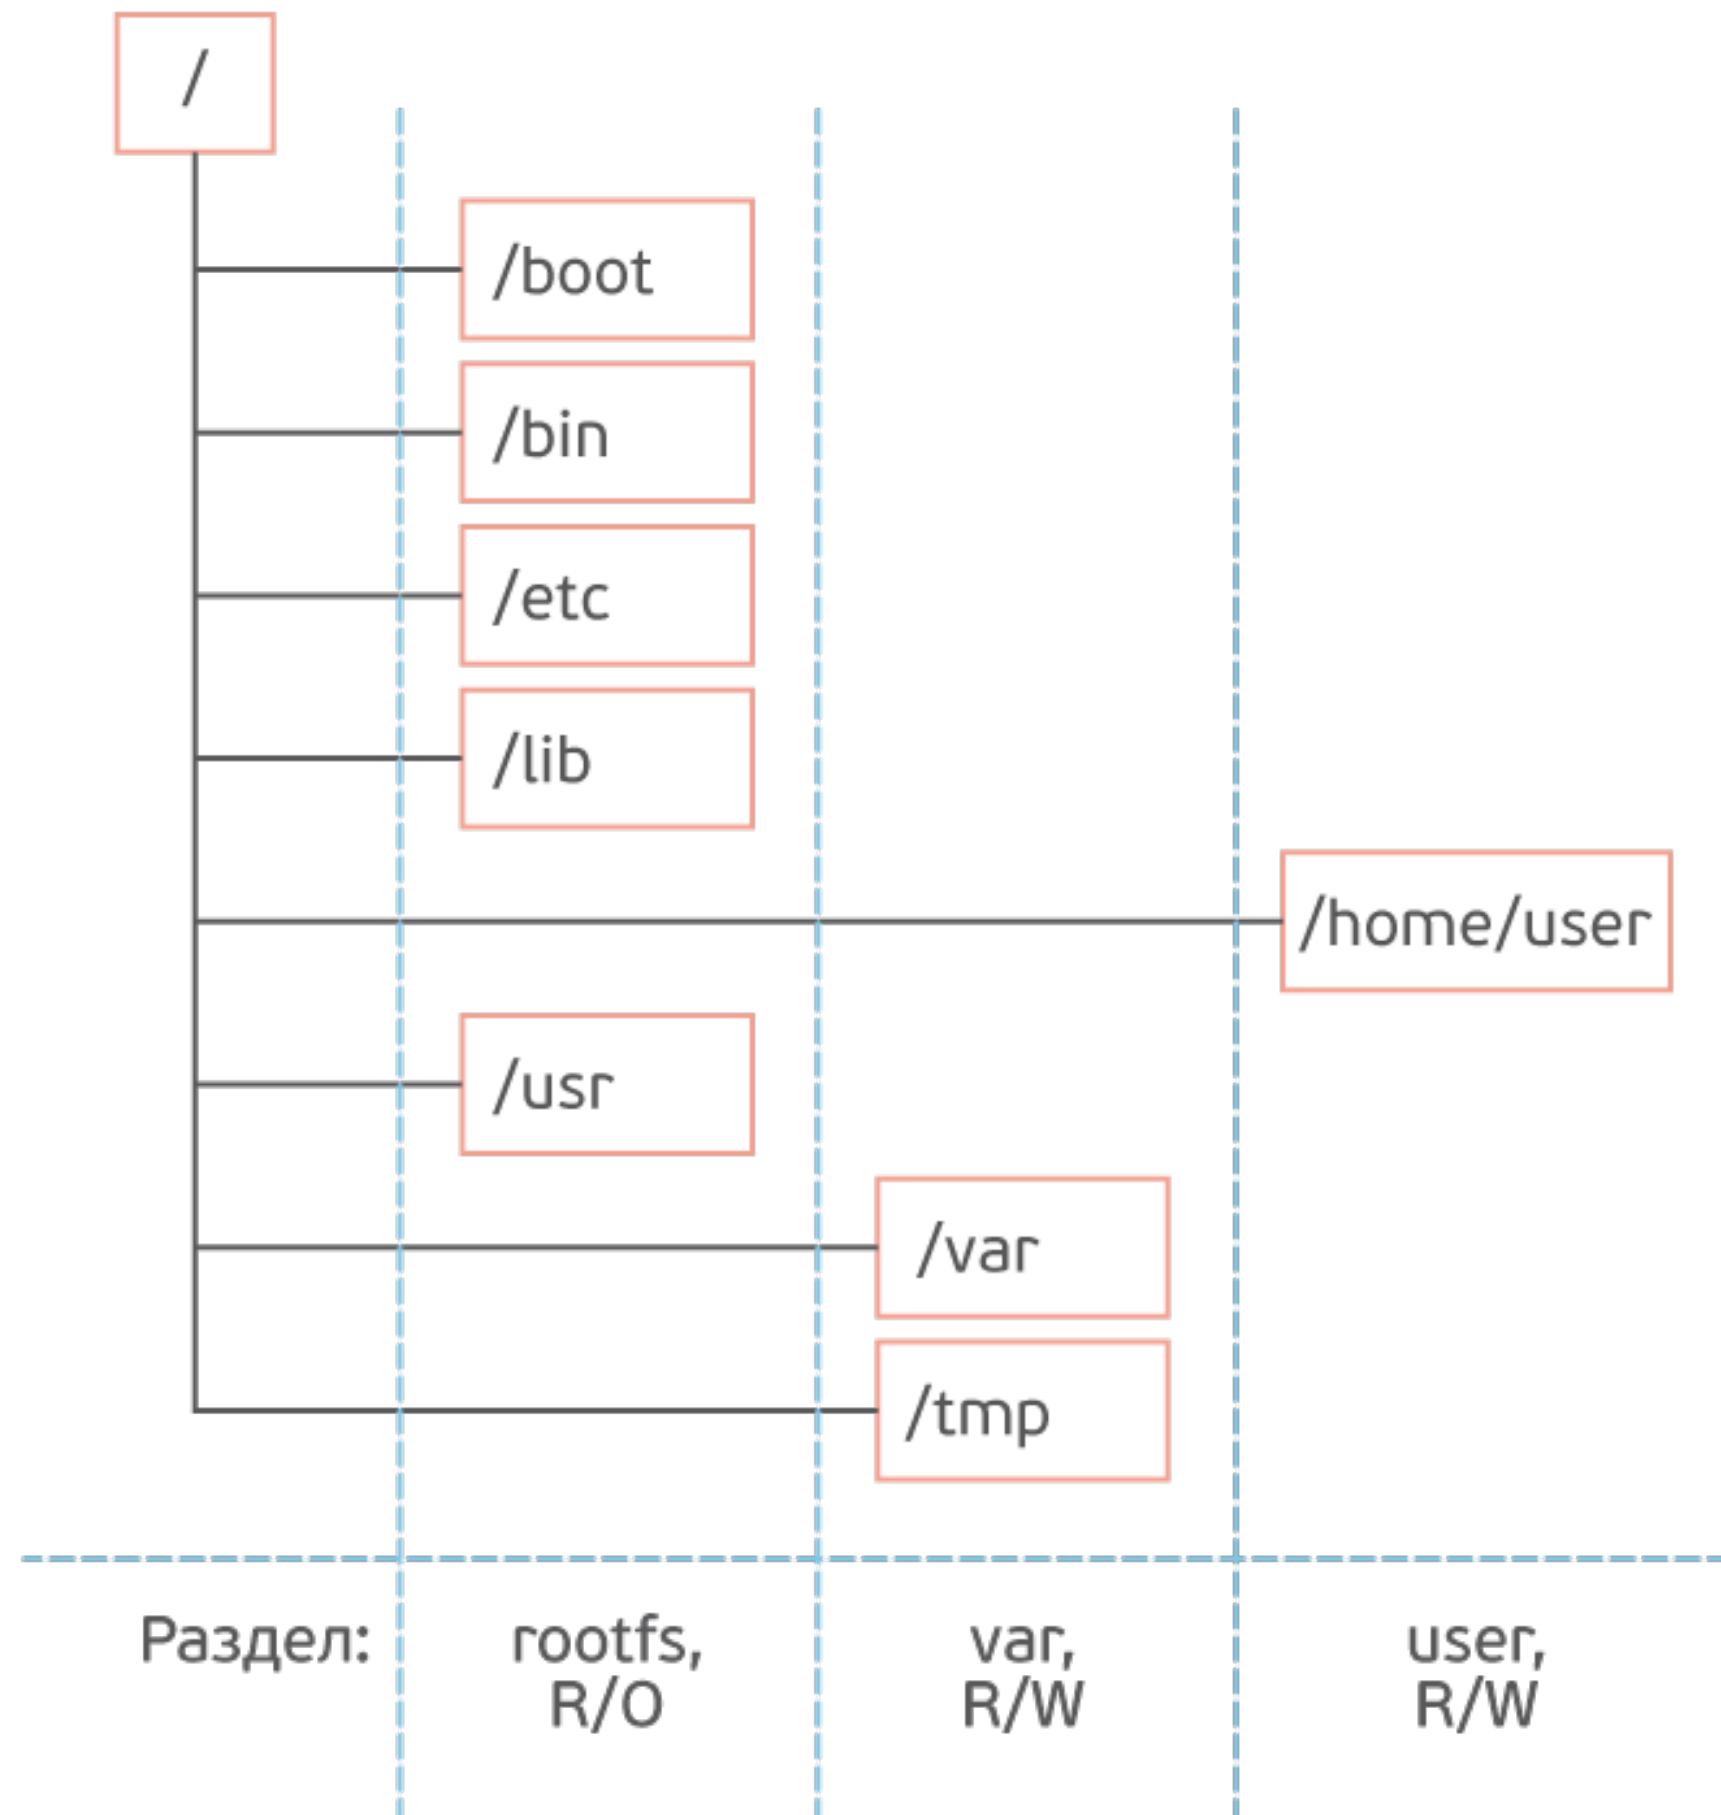 /
/boot
/bin
/etc
/lib
/home/user
/usr
/var
/tmp
Раздел:
rootfs,
R/O
var,
R/W
user,
R/W